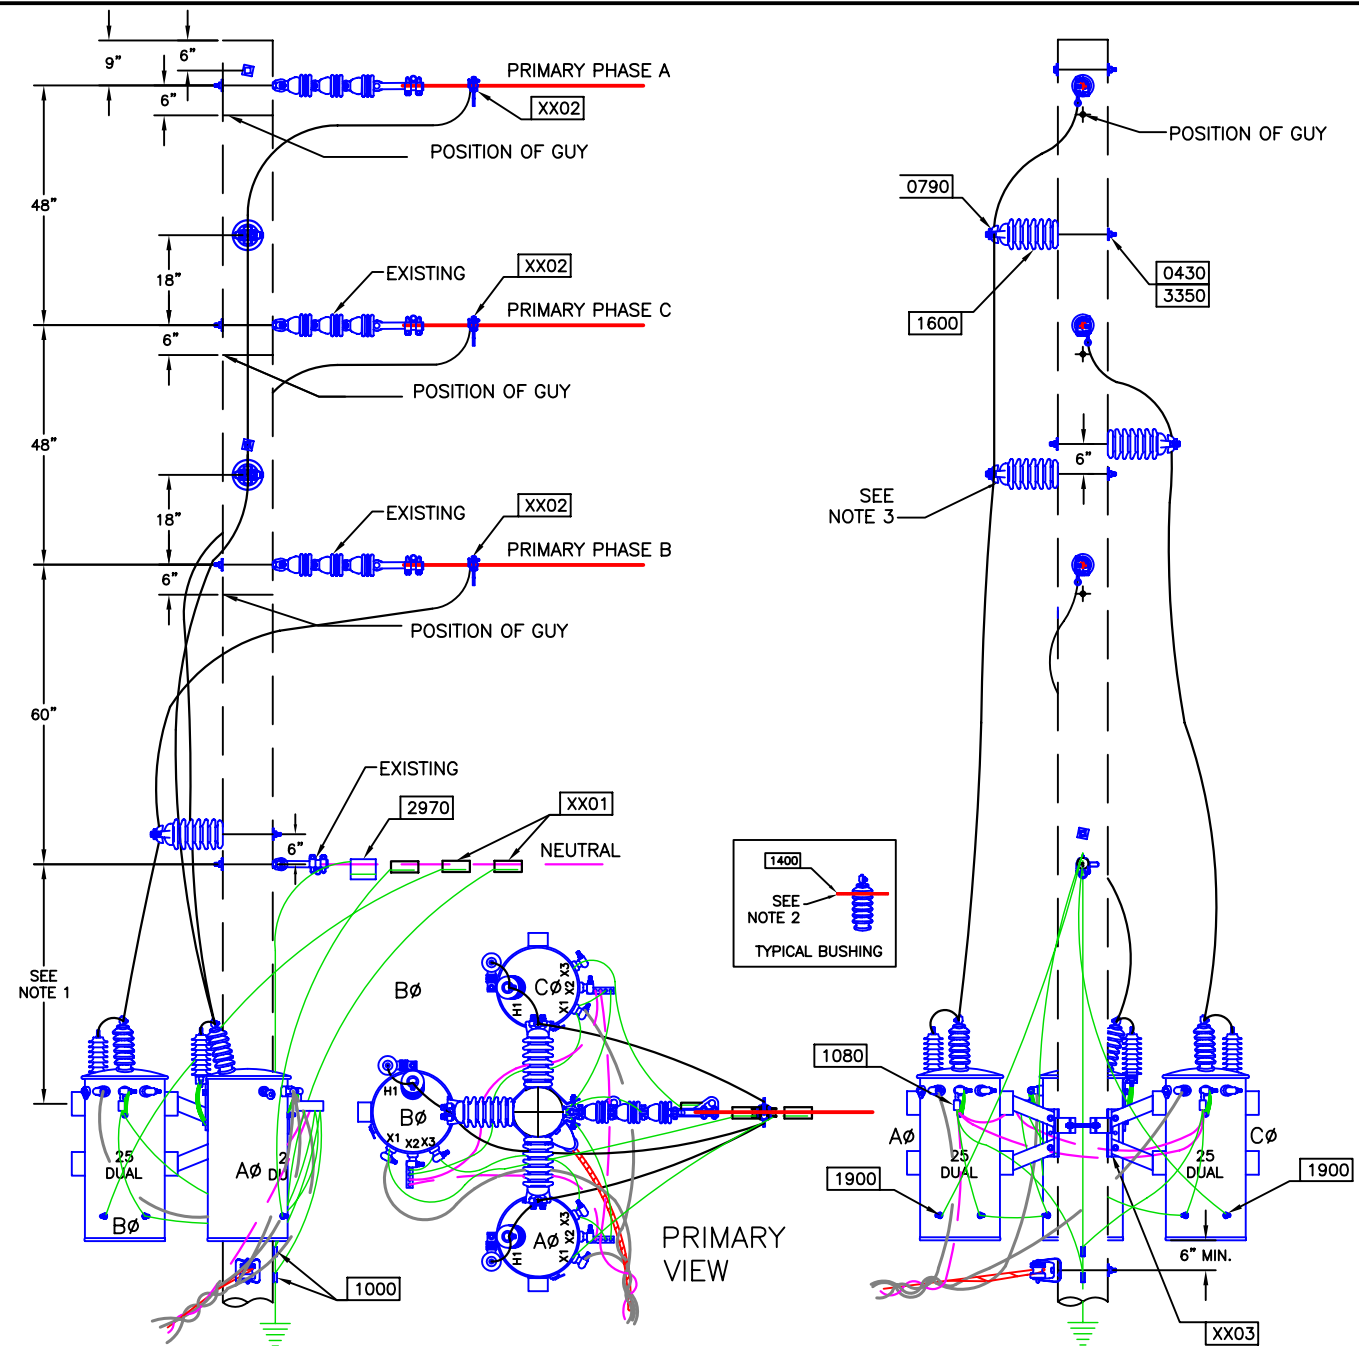 9"
6"
PRIMARY PHASE A
XX02
6"
POSITION OF GUY
POSITION OF GUY
48"
0790
18"
EXISTING
XX02
0430
3350
PRIMARY PHASE C
1600
6"
POSITION OF GUY
48"
6"
SEE
NOTE 3
18"
EXISTING
XX02
PRIMARY PHASE B
6"
POSITION OF GUY
60"
EXISTING
2970
XX01
6"
NEUTRAL
1400
SEE
NOTE 2
TYPICAL BUSHING
SEE
NOTE 1
BØ
CØ
H1
X1
X2
X3
1080
H1
BØ
X1
X2
X3
AØ
CØ
25
DUAL
AØ
2
DU
BØ
25
DUAL
25
DUAL
1900
1900
AØ
H1
X1
X2
X3
PRIMARY
VIEW
6" MIN.
1000
XX03